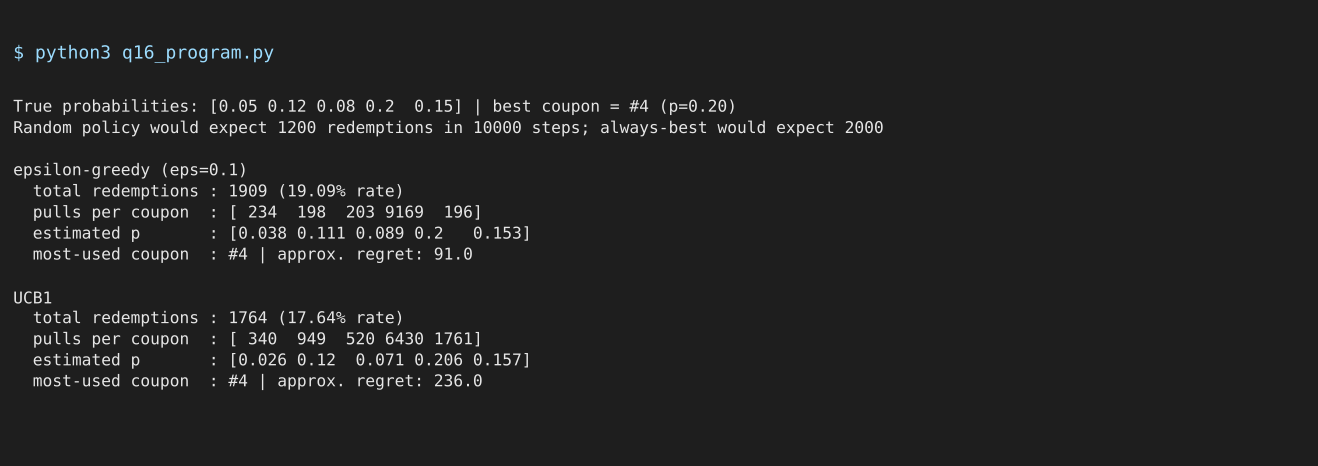 $ python3 q16_program.py
True probabilities: [0.05 0.12 0.08 0.2  0.15] | best coupon = #4 (p=0.20)
Random policy would expect 1200 redemptions in 10000 steps; always-best would expect 2000
epsilon-greedy (eps=0.1)
  total redemptions : 1909 (19.09% rate)
  pulls per coupon  : [ 234  198  203 9169  196]
  estimated p       : [0.038 0.111 0.089 0.2   0.153]
  most-used coupon  : #4 | approx. regret: 91.0
UCB1
  total redemptions : 1764 (17.64% rate)
  pulls per coupon  : [ 340  949  520 6430 1761]
  estimated p       : [0.026 0.12  0.071 0.206 0.157]
  most-used coupon  : #4 | approx. regret: 236.0